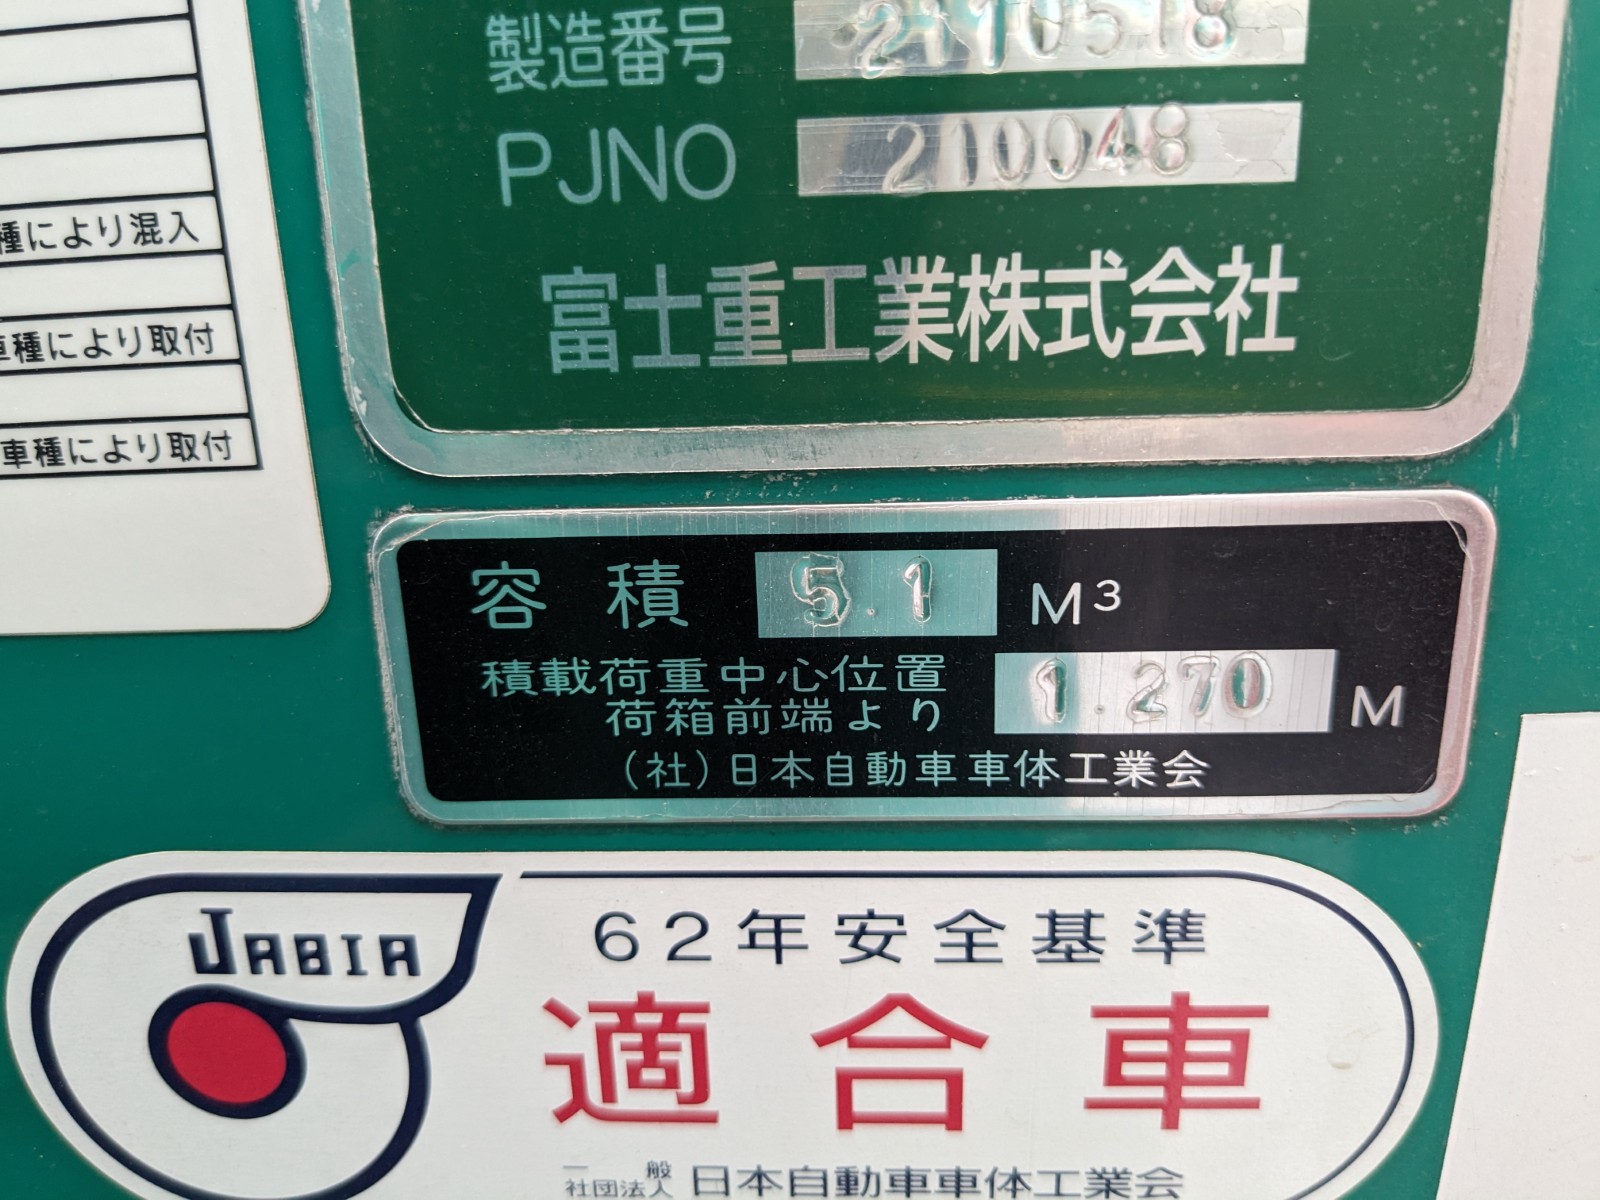 種により混入
車種により取付
車種により取付
製造番号 2110518
PJNO 210048
富士重工業株式会社
容積 5.1 M³
積載荷重中心位置
荷箱前端より 1.270 M
(社)日本自動車車体工業会
JABIA
62年安全基準
適合車
一般社団法人 日本自動車車体工業会